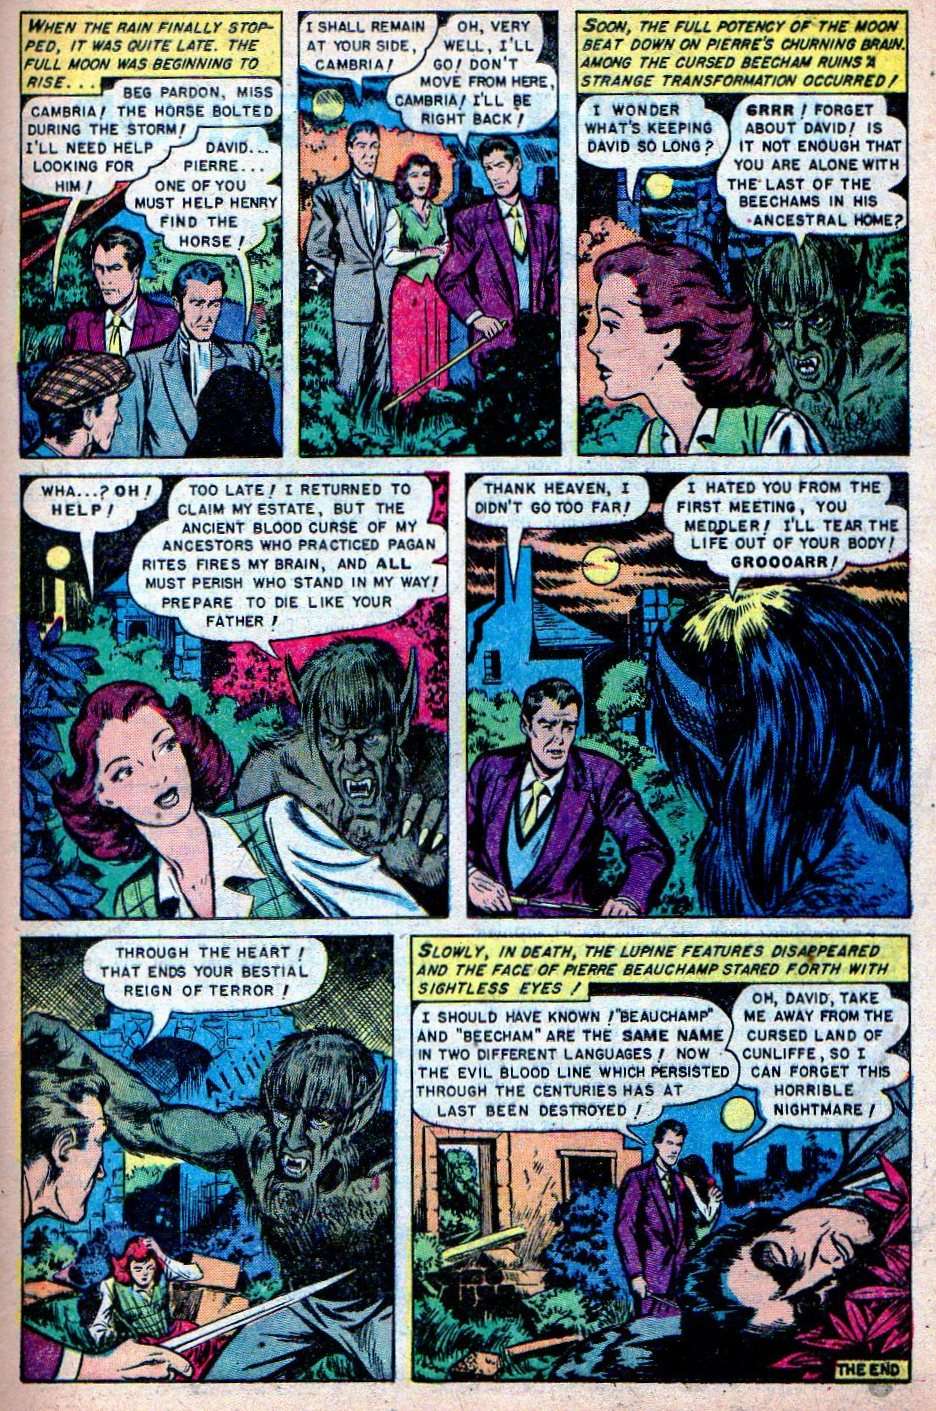 WHEN THE RAIN FINALLY STOP-
PED, IT WAS QUITE LATE. THE
FULL MOON WAS BEGINNING TO
RISE...
BEG PARDON, MISS
CAMBRIA! THE HORSE BOLTED
DURING THE STORM!
I'LL NEED HELP
LOOKING FOR
HIM!
DAVID...
PIERRE...
ONE OF YOU
MUST HELP HENRY
FIND THE
HORSE!
I SHALL REMAIN
AT YOUR SIDE,
CAMBRIA!
OH, VERY
WELL, I'LL
GO! DON'T
MOVE FROM HERE,
CAMBRIA! I'LL BE
RIGHT BACK!
SOON, THE FULL POTENCY OF THE MOON
BEAT DOWN ON PIERRE'S CHURNING BRAIN.
AMONG THE CURSED BEECHAM RUINS A
STRANGE TRANSFORMATION OCCURRED!
I WONDER
WHAT'S KEEPING
DAVID SO LONG?
GRRR! FORGET
ABOUT DAVID! IS
IT NOT ENOUGH THAT
YOU ARE ALONE WITH
THE LAST OF THE
BEECHAMS IN HIS
ANCESTRAL HOME?
WHA...? OH!
HELP!
TOO LATE! I RETURNED TO
CLAIM MY ESTATE, BUT THE
ANCIENT BLOOD CURSE OF MY
ANCESTORS WHO PRACTICED PAGAN
RITES FIRES MY BRAIN, AND ALL
MUST PERISH WHO STAND IN MY WAY!
PREPARE TO DIE LIKE YOUR
FATHER!
THANK HEAVEN, I
DIDN'T GO TOO FAR!
I HATED YOU FROM THE
FIRST MEETING, YOU
MEDDLER! I'LL TEAR THE
LIFE OUT OF YOUR BODY!
GROOOARR!
THROUGH THE HEART!
THAT ENDS YOUR BESTIAL
REIGN OF TERROR!
AIIIII!
SLOWLY, IN DEATH, THE LUPINE FEATURES DISAPPEARED
AND THE FACE OF PIERRE BEAUCHAMP STARED FORTH WITH
SIGHTLESS EYES!
I SHOULD HAVE KNOWN! "BEAUCHAMP"
AND "BEECHAM" ARE THE SAME NAME
IN TWO DIFFERENT LANGUAGES! NOW
THE EVIL BLOOD LINE WHICH PERSISTED
THROUGH THE CENTURIES HAS AT
LAST BEEN DESTROYED!
OH, DAVID, TAKE
ME AWAY FROM THE
CURSED LAND OF
CUNLIFFE, SO I
CAN FORGET THIS
HORRIBLE
NIGHTMARE!
THE END